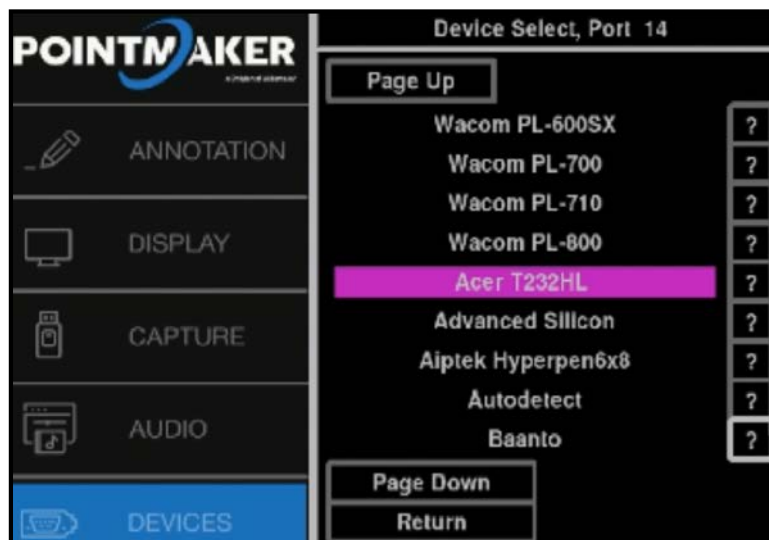 POINTMAKER
ANNOTATION
DISPLAY
CAPTURE
AUDIO
DEVICES
Device Select, Port 14
Page Up
Wacom PL-600SX ?
Wacom PL-700 ?
Wacom PL-710 ?
Wacom PL-800 ?
Acer T232HL ?
Advanced Silicon ?
Aiptek Hyperpen6x8 ?
Autodetect ?
Baanto ?
Page Down
Return